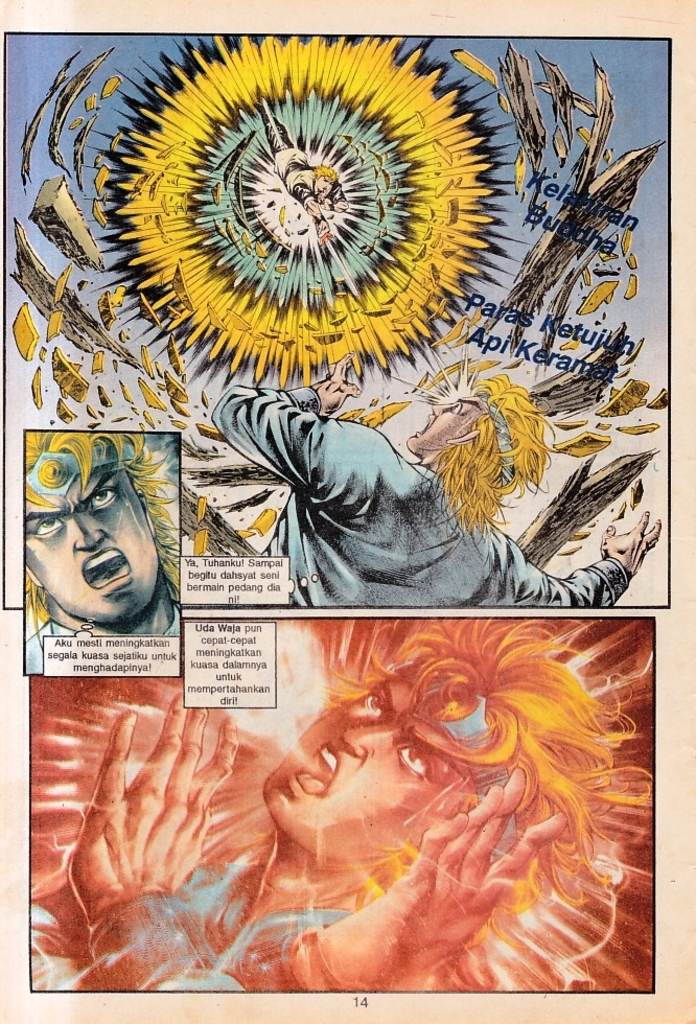 Kelahiran
Buddha
Paras Ketujuh
Api Keramat
Ya, Tuhanku! Sampai
begitu dahsyat seni
bermain pedang dia
ni!
Aku mesti meningkatkan
segala kuasa sejatiku untuk
menghadapinya!
Uda Waja pun
cepat-cepat
meningkatkan
kuasa dalamnya
untuk
mempertahankan
diri!
14